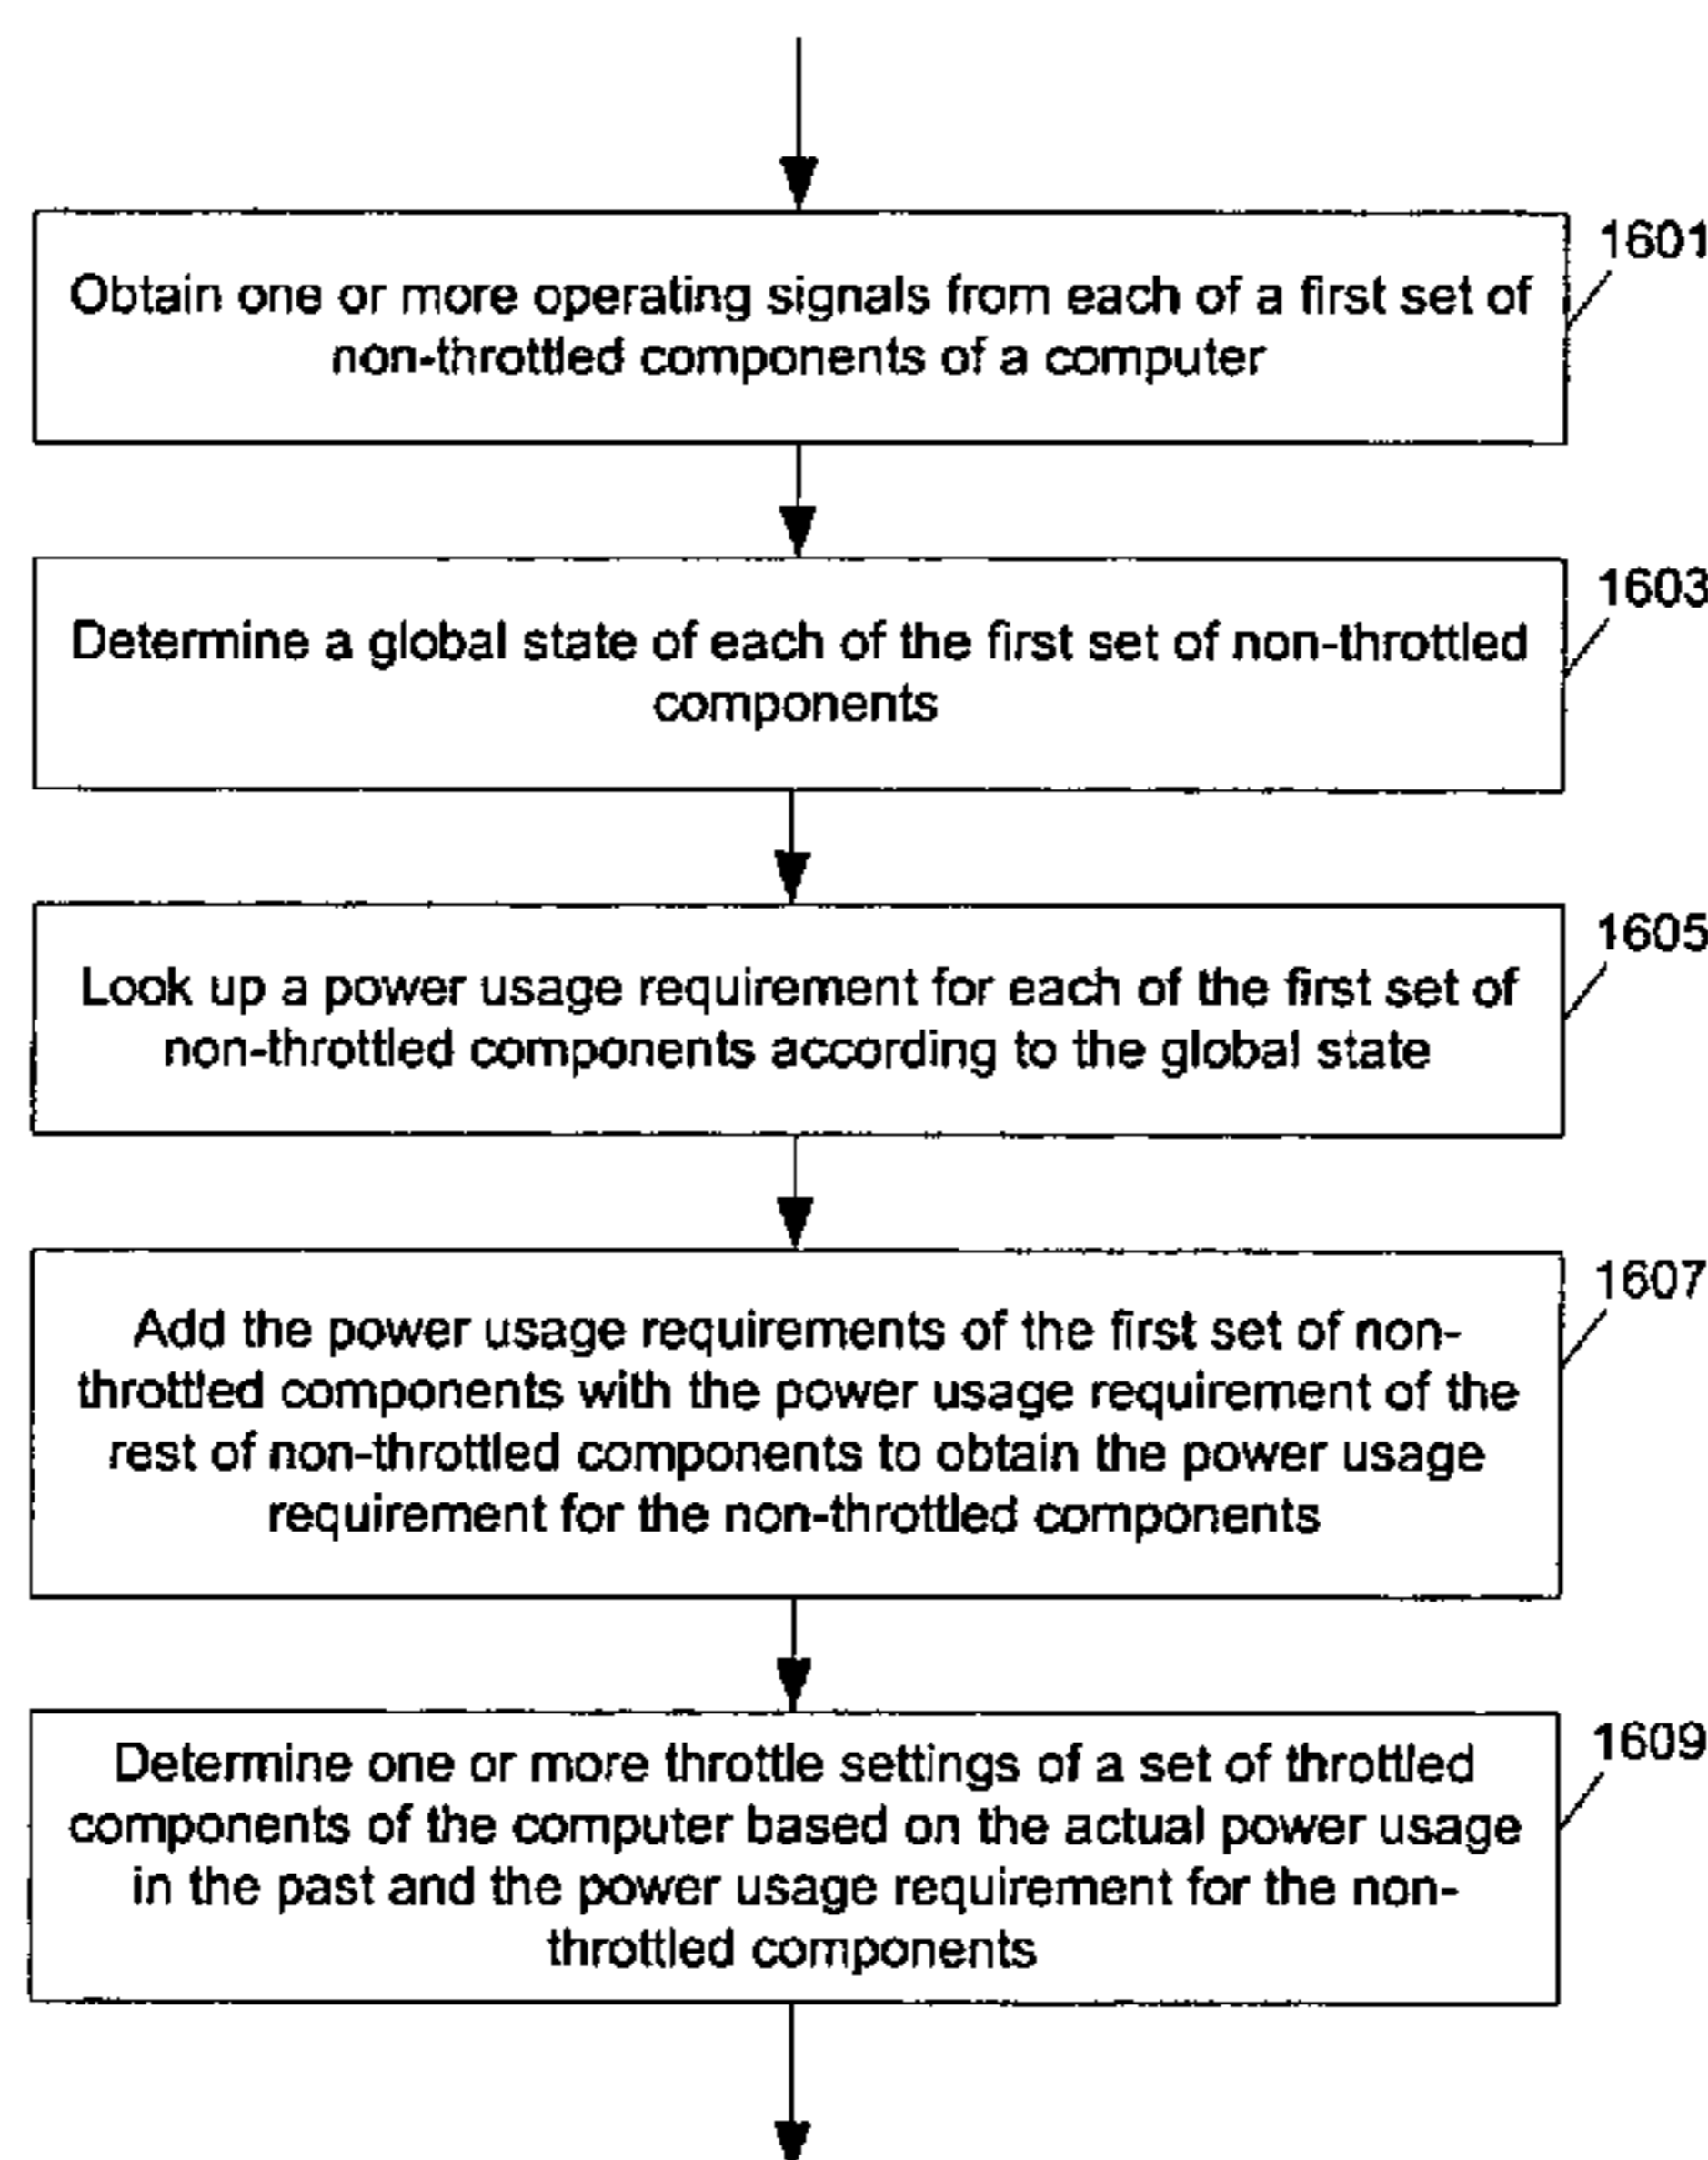 1601
Obtain one or more operating signals from each of a first set of
non-throttled components of a computer
1603
Determine a global state of each of the first set of non-throttled
components
1605
Look up a power usage requirement for each of the first set of
non-throttled components according to the global state
1607
Add the power usage requirements of the first set of non-
throttled components with the power usage requirement of the
rest of non-throttled components to obtain the power usage
requirement for the non-throttled components
1609
Determine one or more throttle settings of a set of throttled
components of the computer based on the actual power usage
in the past and the power usage requirement for the non-
throttled components